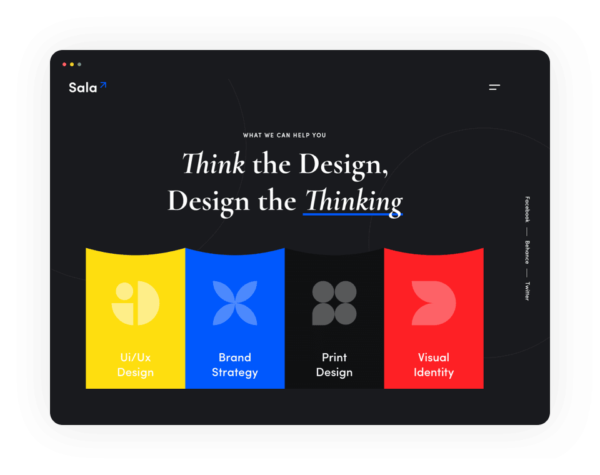 Sala
WHAT WE CAN HELP YOU
Think the Design,
Design the Thinking
Facebook — Behance — Twitter
Ui/Ux
Design
Brand
Strategy
Print
Design
Visual
Identity